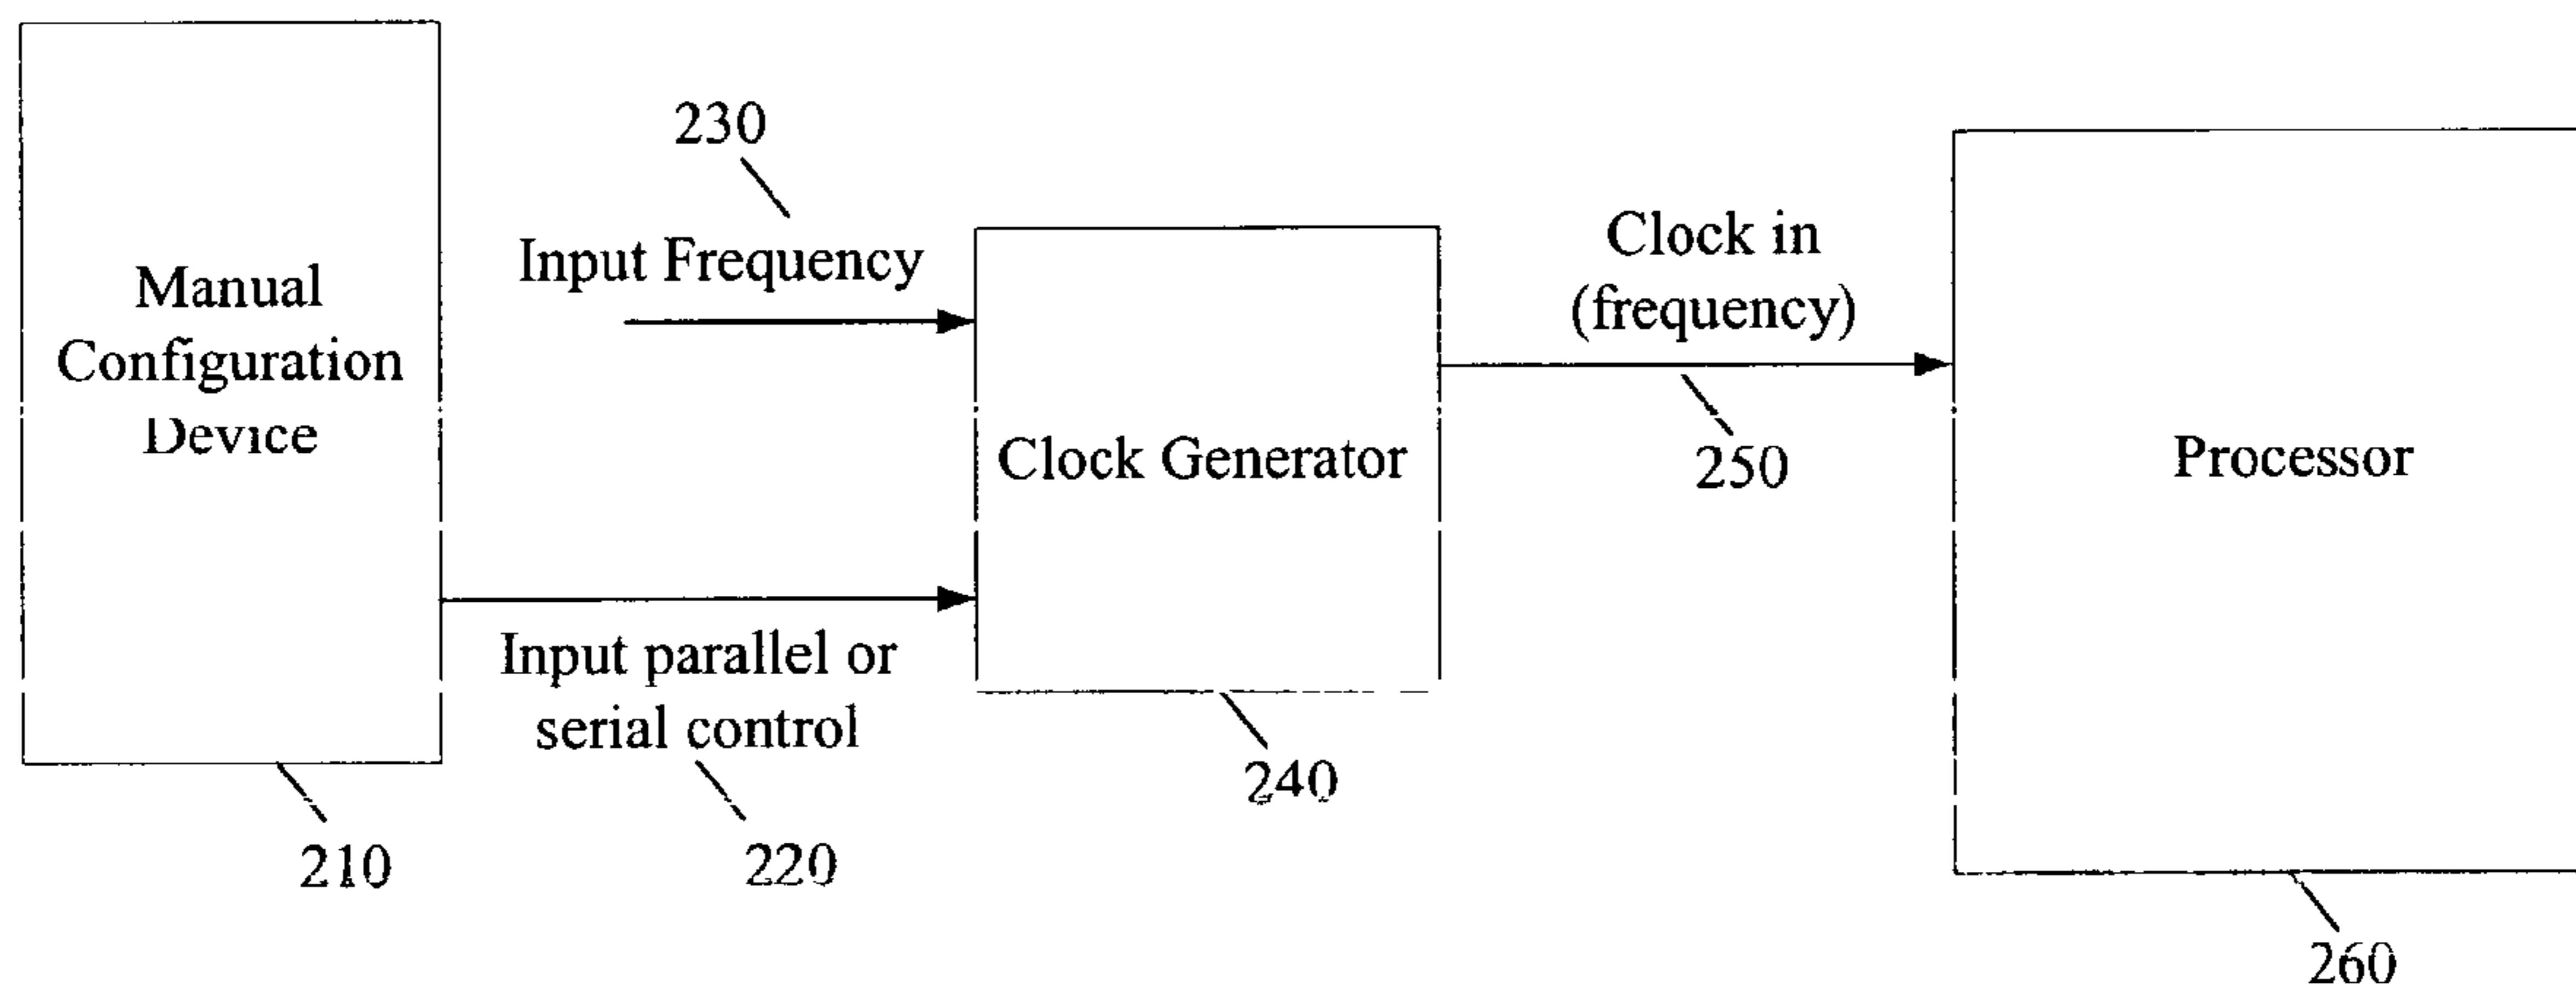 Manual
Configuration
Device
210
230
Input Frequency
Input parallel or
serial control
220
Clock Generator
240
Clock in
(frequency)
250
Processor
260